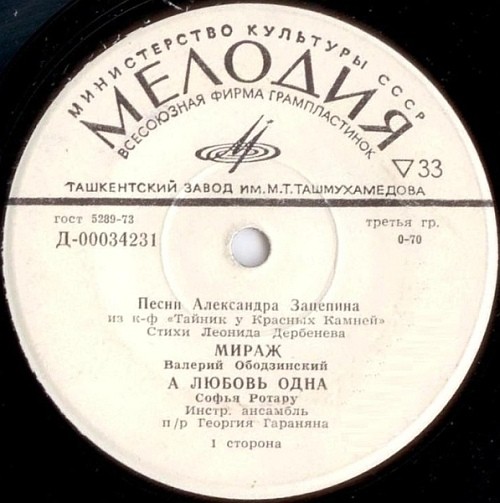 МИНИСТЕРСТВО КУЛЬТУРЫ СССР
МЕЛОДИЯ
ВСЕСОЮЗНАЯ ФИРМА ГРАМПЛАСТИНОК
▽33
ТАШКЕНТСКИЙ ЗАВОД ИМ. М.Т. ТАШМУХАМЕДОВА
гост 5289-73
третья гр.
Д-00034231
0-70
Песни Александра Зацепина
из к-ф «Тайник у Красных Камней»
Стихи Леонида Дербенева
МИРАЖ
Валерий Ободзинский
А ЛЮБОВЬ ОДНА
Софья Ротару
Инстр. ансамбль
п/р Георгия Гараняна
1 сторона